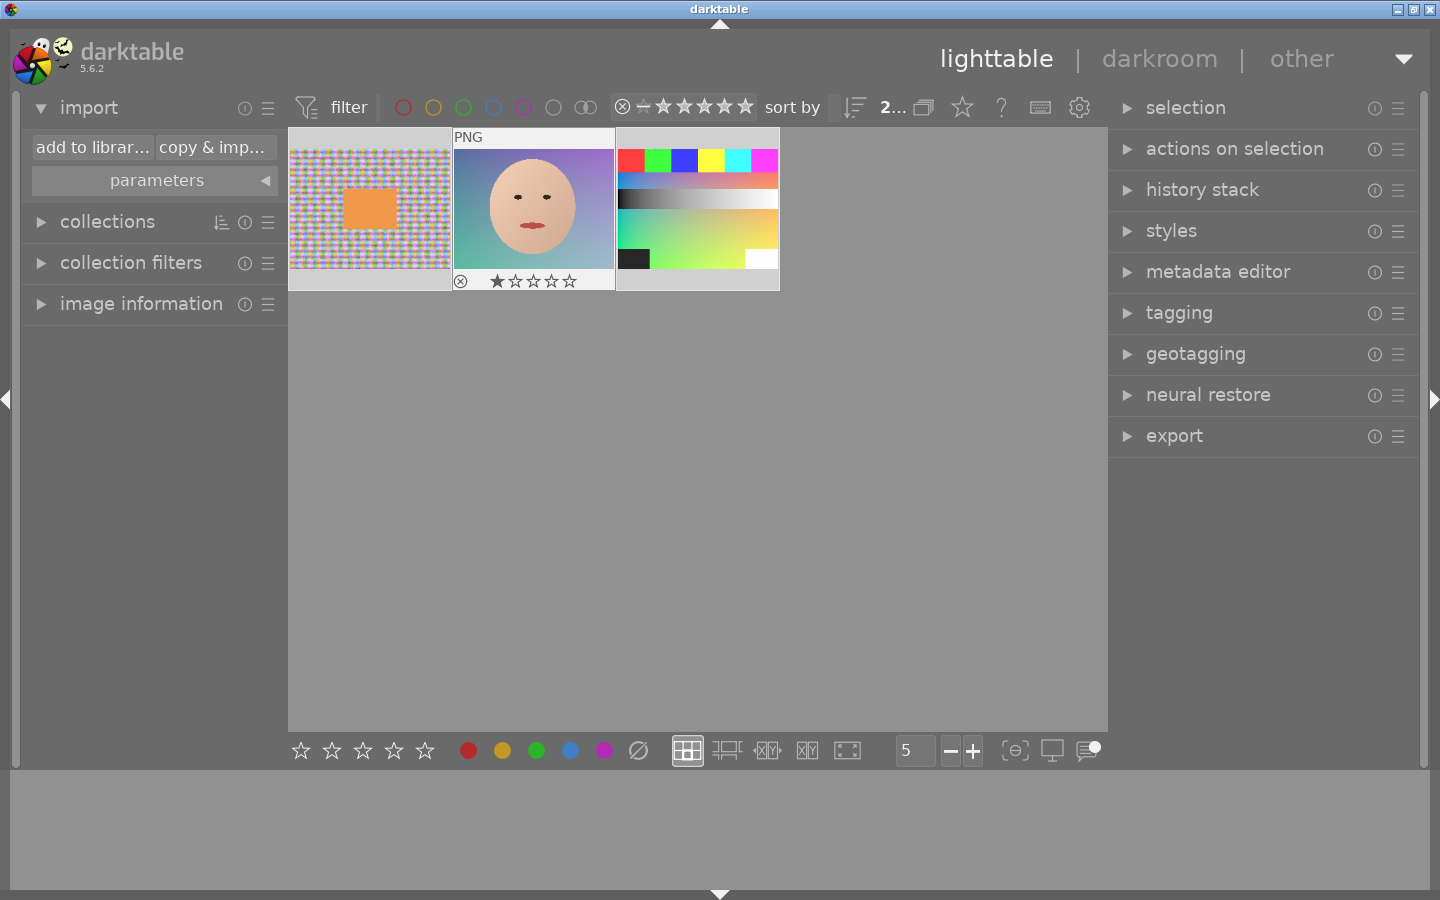 darktable
darktable
5.6.2
lighttable | darkroom | other
import
filter
sort by
2...
add to librar...
copy & imp...
parameters
collections
collection filters
image information
PNG
selection
actions on selection
history stack
styles
metadata editor
tagging
geotagging
neural restore
export
5